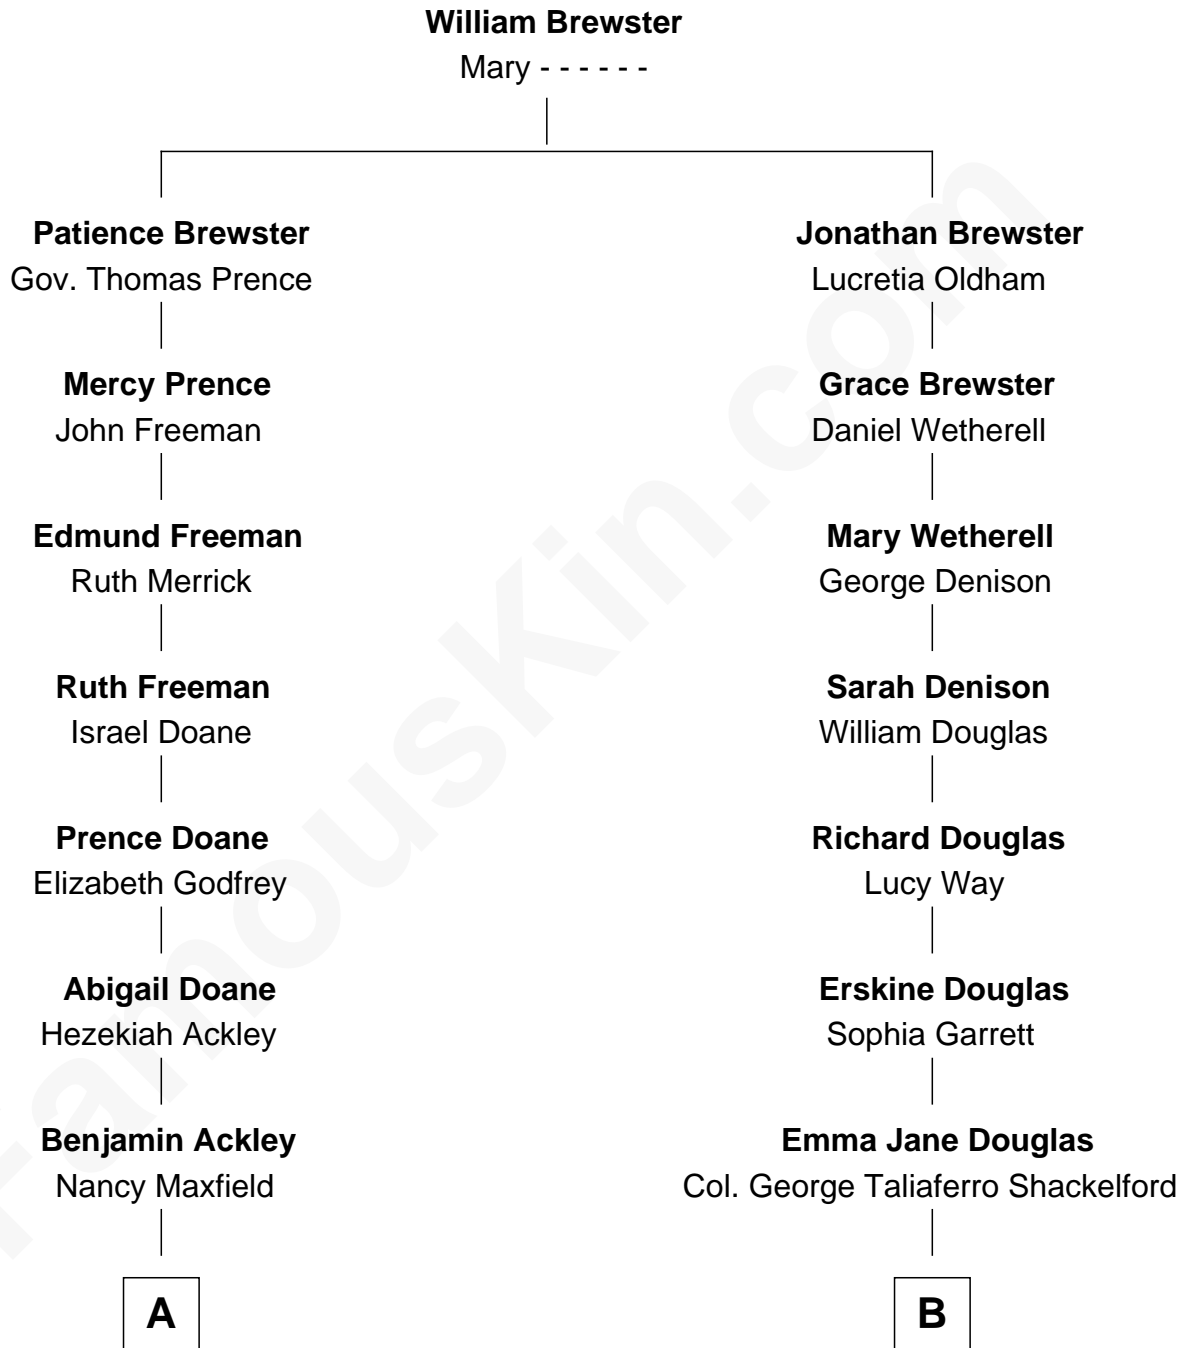 William Brewster
Mary - - - - - -
Patience Brewster
Gov. Thomas Prence
Jonathan Brewster
Lucretia Oldham
Mercy Prence
John Freeman
Grace Brewster
Daniel Wetherell
Edmund Freeman
Ruth Merrick
Mary Wetherell
George Denison
Ruth Freeman
Israel Doane
Sarah Denison
William Douglas
Prence Doane
Elizabeth Godfrey
Richard Douglas
Lucy Way
Abigail Doane
Hezekiah Ackley
Erskine Douglas
Sophia Garrett
Benjamin Ackley
Nancy Maxfield
Emma Jane Douglas
Col. George Taliaferro Shackelford
A
B
FamousKin.com